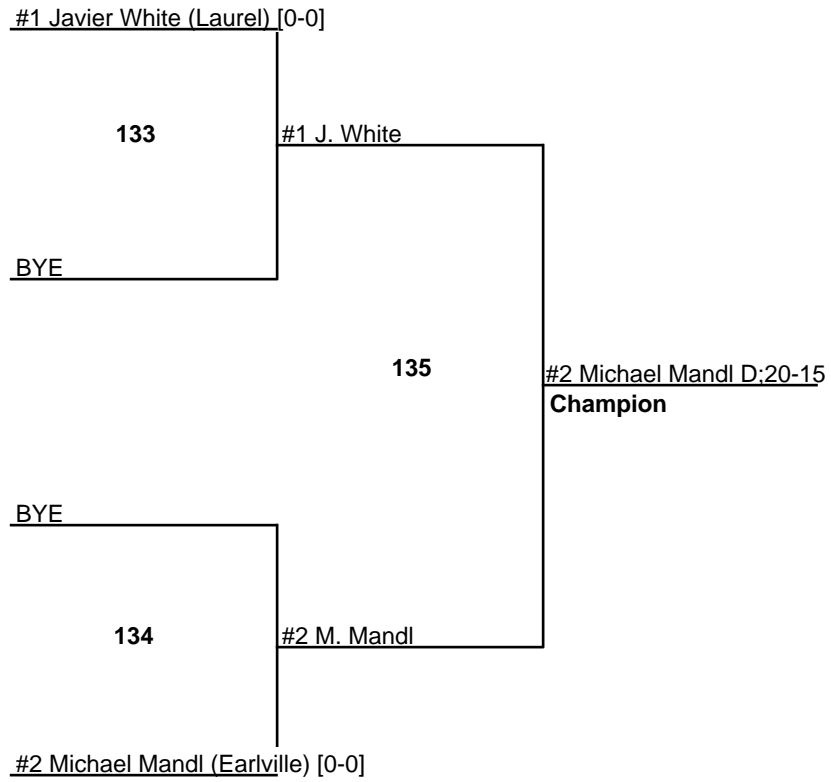 #1 Javier White (Laurel) [0-0]
133
#1 J. White
BYE
135
#2 Michael Mandl D;20-15
Champion
BYE
134
#2 M. Mandl
#2 Michael Mandl (Earlville) [0-0]